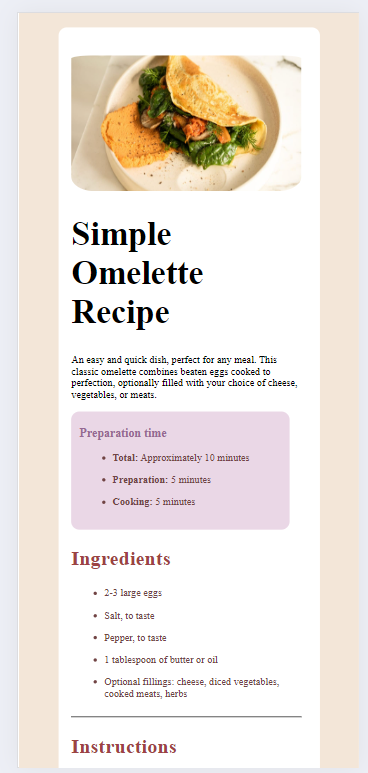 Simple
Omelette
Recipe
An easy and quick dish, perfect for any meal. This
classic omelette combines beaten eggs cooked to
perfection, optionally filled with your choice of cheese,
vegetables, or meats.
Preparation time
• Total: Approximately 10 minutes
• Preparation: 5 minutes
• Cooking: 5 minutes
Ingredients
• 2-3 large eggs
• Salt, to taste
• Pepper, to taste
• 1 tablespoon of butter or oil
• Optional fillings: cheese, diced vegetables,
cooked meats, herbs
Instructions